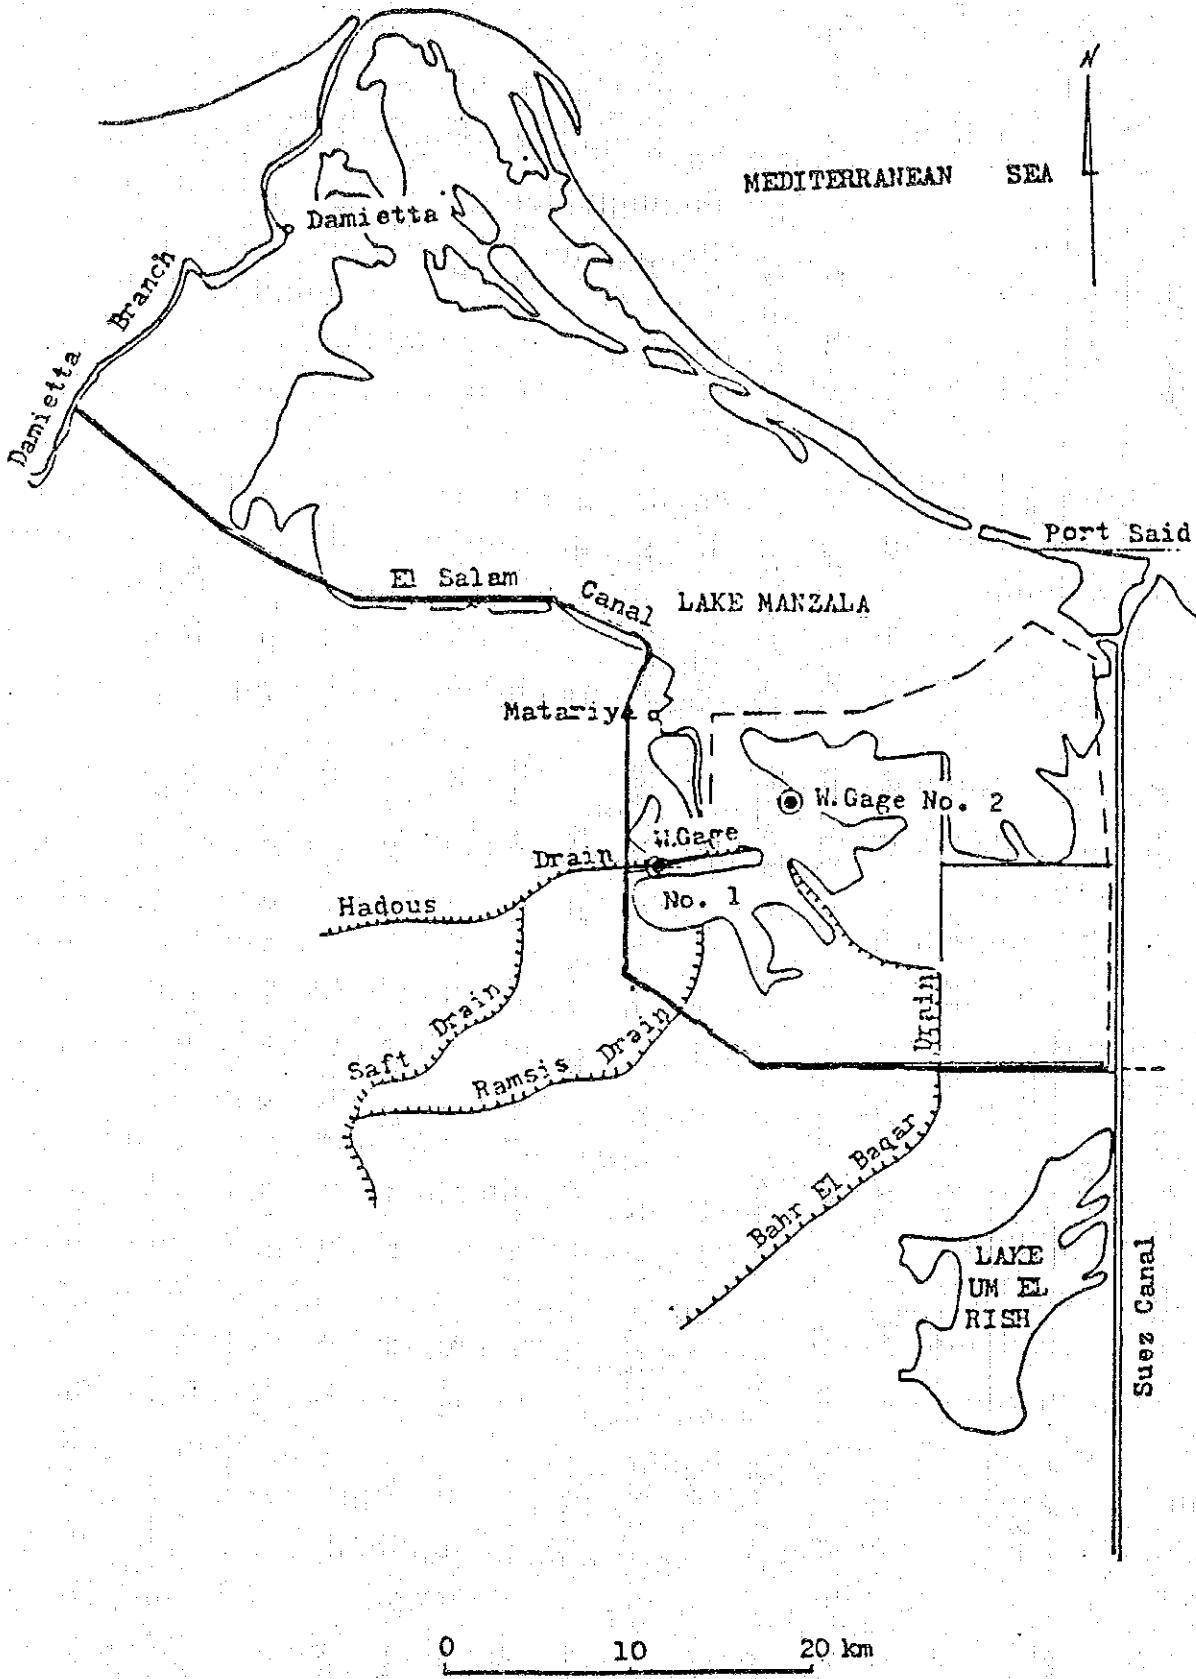 N
MEDITERRANEAN SEA
Damietta
Damietta Branch
Port Said
El Salam Canal
LAKE MANZALA
Matariya
W.Gage No. 2
W.Gage
No. 1
Hadous Drain
Saft Drain
Ramsis Drain
Drain
Bahr El Baqar
LAKE
UM EL
RISH
Suez Canal
0 10 20 km